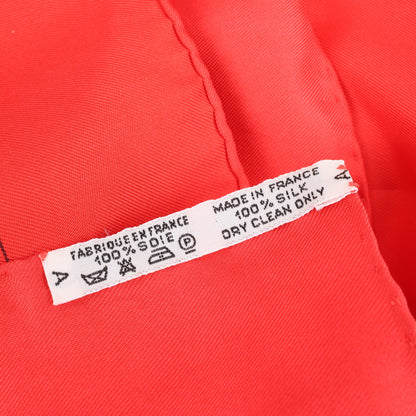 FABRIQUE EN FRANCE
100% SOIE
A
P
MADE IN FRANCE
100% SILK
DRY CLEAN ONLY
A